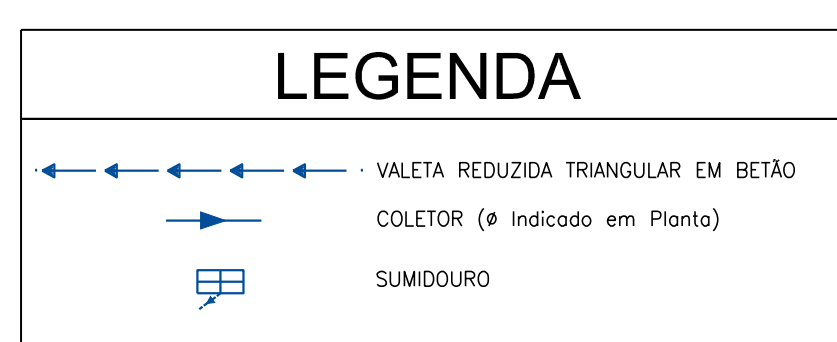 LEGENDA
VALETA REDUZIDA TRIANGULAR EM BETÃO
COLETOR (ø Indicado em Planta)
SUMIDOURO